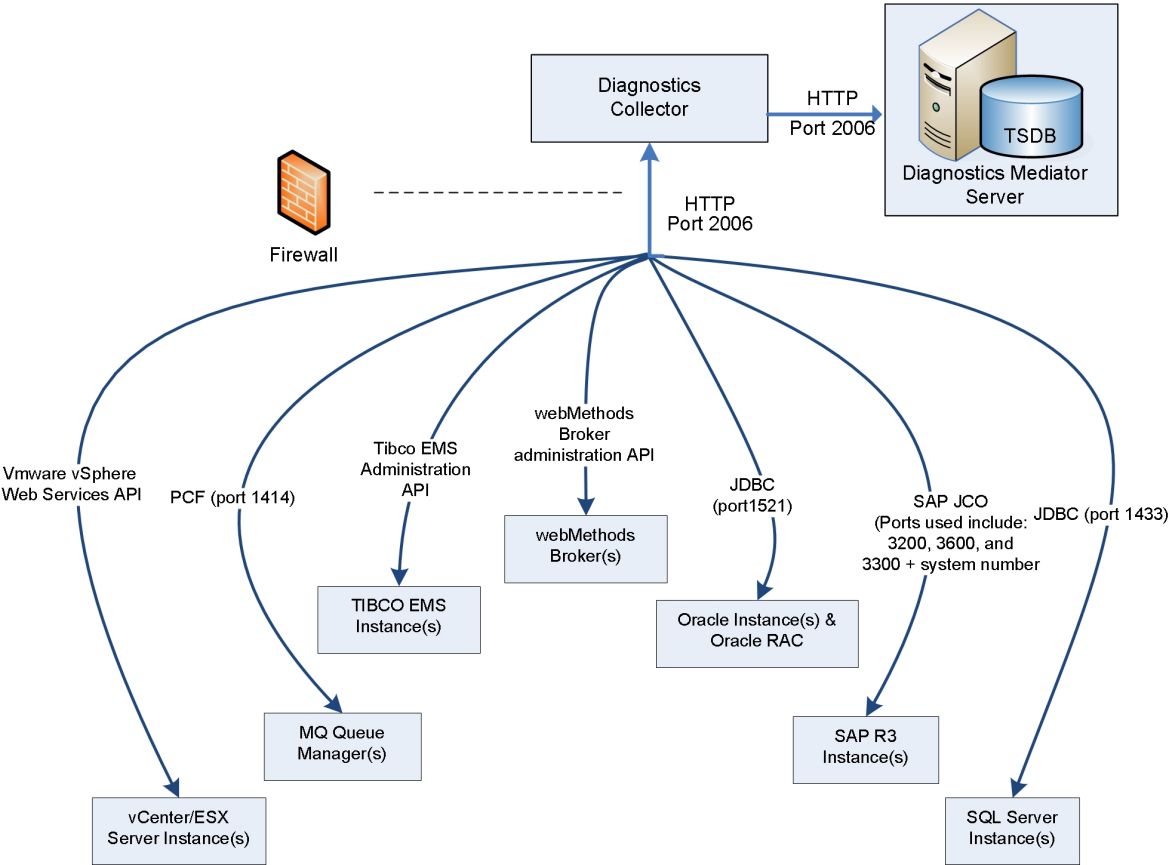 Diagnostics
Collector
HTTP
Port 2006
TSDB
Diagnostics Mediator
Server
Firewall
HTTP
Port 2006
Vmware vSphere
Web Services API
PCF (port 1414)
Tibco EMS
Administration
API
webMethods
Broker
administration API
JDBC
(port1521)
SAP JCO
(Ports used include:
3200, 3600, and
3300 + system number
JDBC (port 1433)
webMethods
Broker(s)
TIBCO EMS
Instance(s)
Oracle Instance(s) &
Oracle RAC
MQ Queue
Manager(s)
SAP R3
Instance(s)
vCenter/ESX
Server Instance(s)
SQL Server
Instance(s)